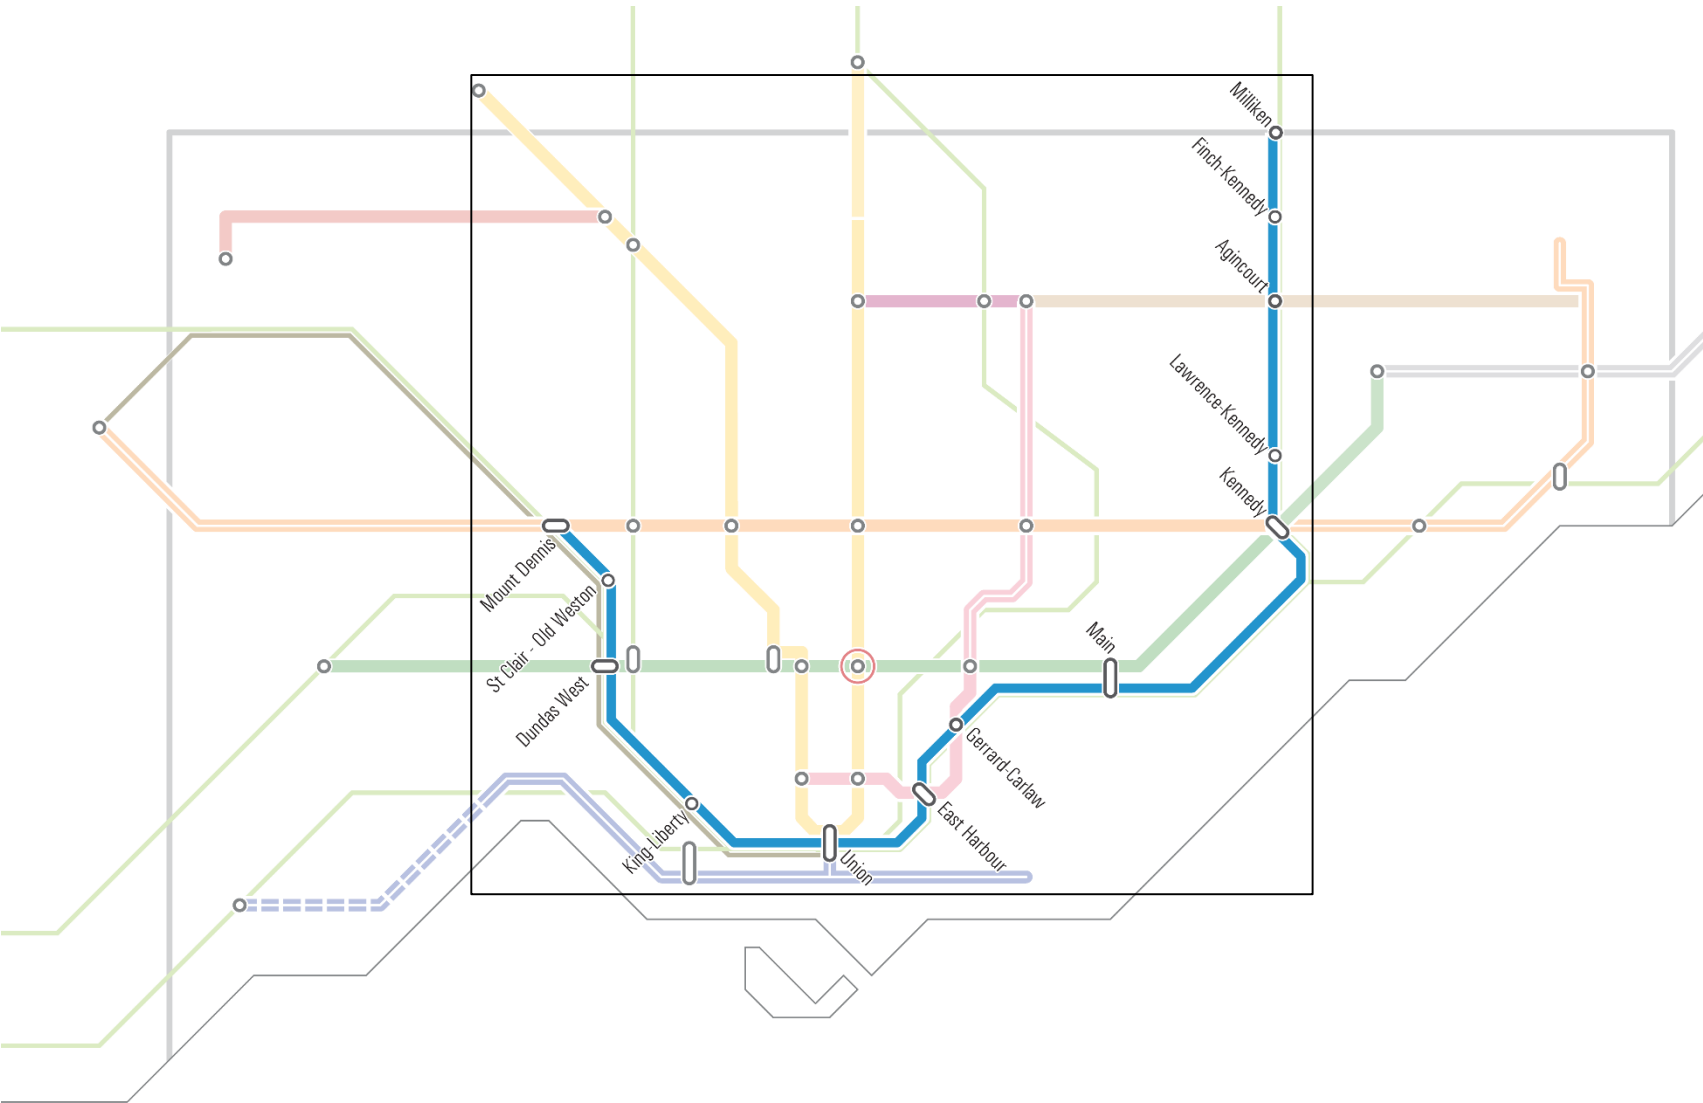 Milliken
Finch-Kennedy
Agincourt
Lawrence-Kennedy
Kennedy
Mount Dennis
St Clair - Old Weston
Dundas West
Main
Gerrard-Carlaw
East Harbour
King-Liberty
Union